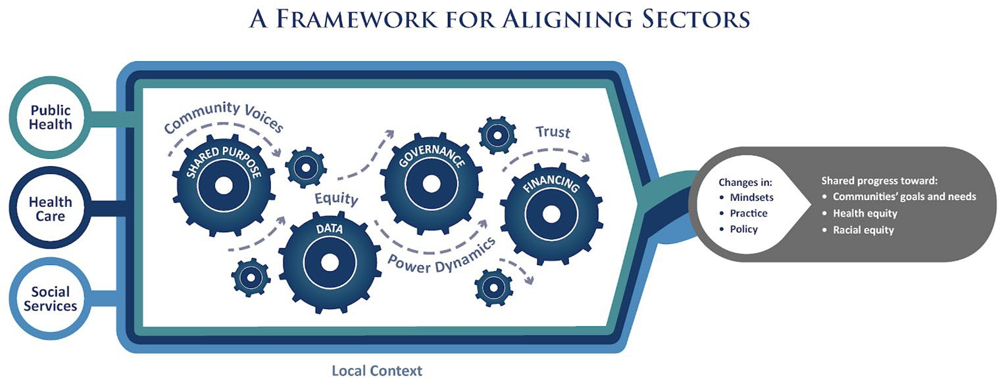 A FRAMEWORK FOR ALIGNING SECTORS
Public
Health
Health
Care
Social
Services
Community Voices
SHARED PURPOSE
Equity
DATA
GOVERNANCE
Power Dynamics
Trust
FINANCING
Local Context
Changes in:
• Mindsets
• Practice
• Policy
Shared progress toward:
• Communities’ goals and needs
• Health equity
• Racial equity